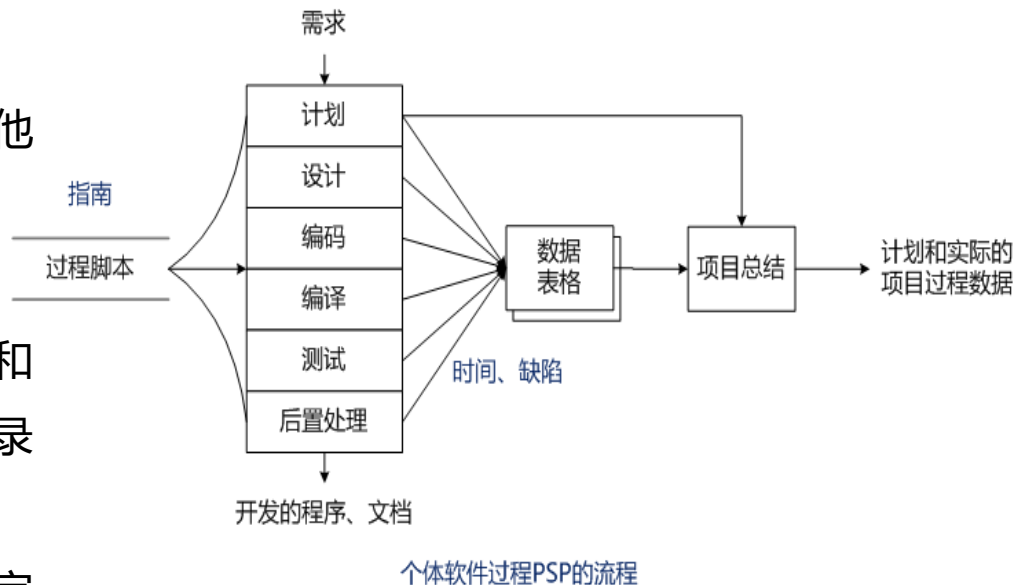 需求
他
计划
设计
指南
编码
过程脚本
编译
数据
表格
项目总结
计划和实际的
项目过程数据
和
测试
时间、缺陷
录
后置处理
开发的程序、文档
个体软件过程PSP的流程